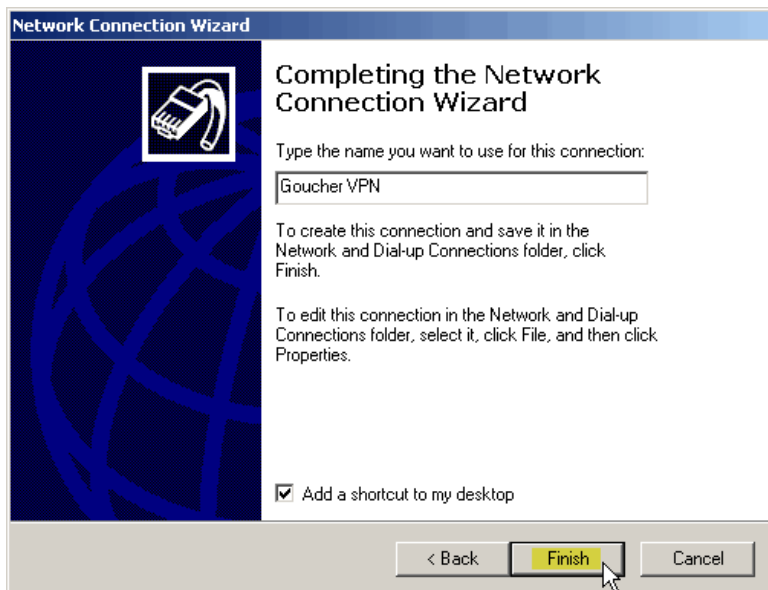 Network Connection Wizard
Completing the Network
Connection Wizard
Type the name you want to use for this connection:
Goucher VPN
To create this connection and save it in the
Network and Dial-up Connections folder, click
Finish.
To edit this connection in the Network and Dial-up
Connections folder, select it, click File, and then click
Properties.
Add a shortcut to my desktop
< Back Finish Cancel